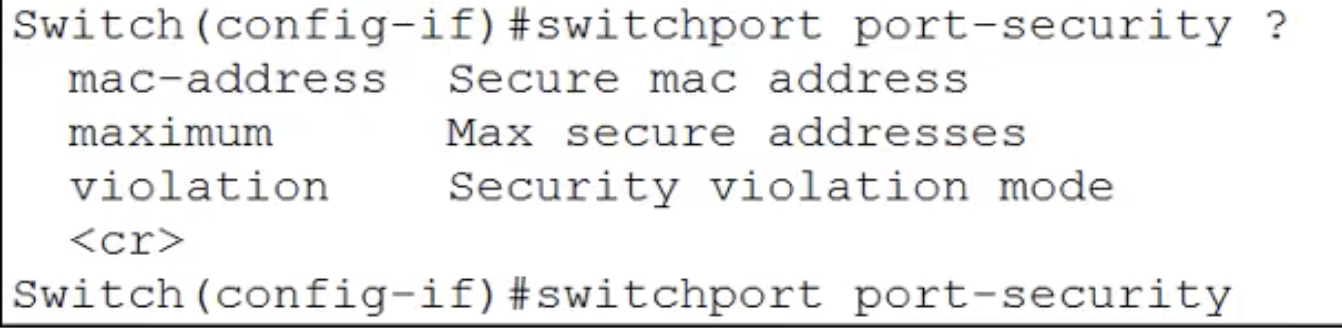 Switch(config-if)#switchport port-security ?
  mac-address  Secure mac address
  maximum      Max secure addresses
  violation    Security violation mode
  <cr>
Switch(config-if)#switchport port-security